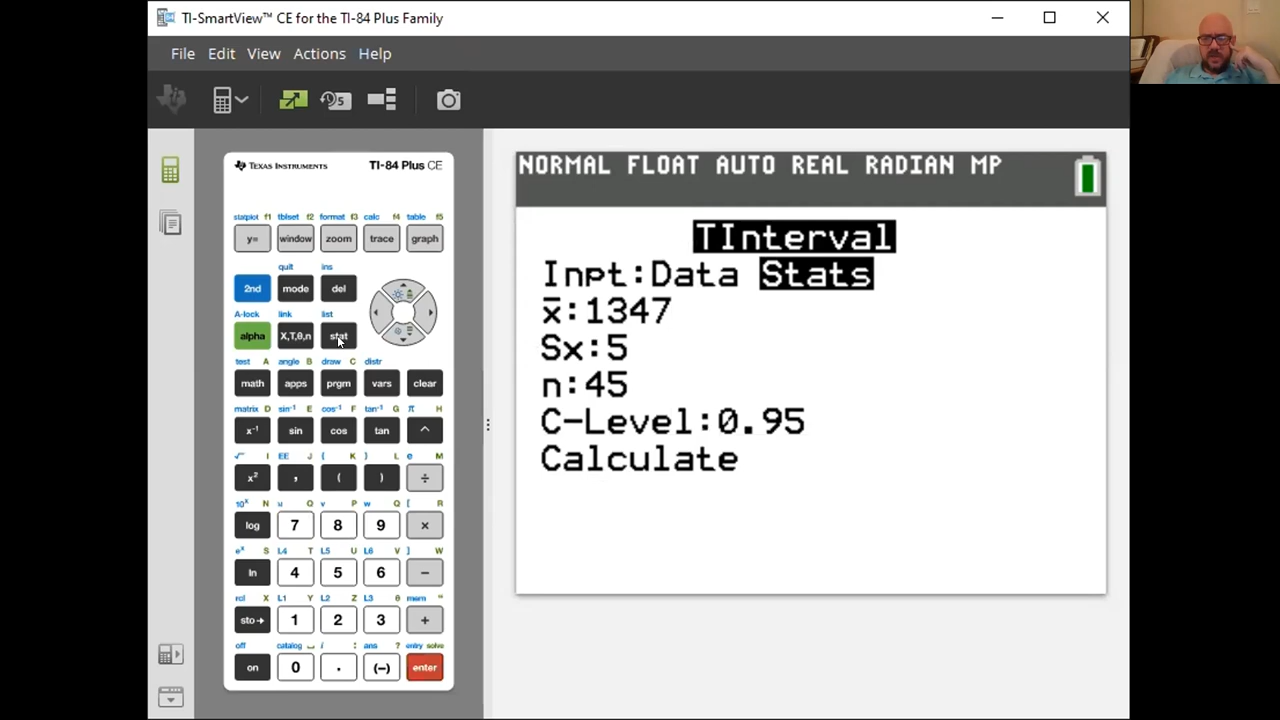 TI-SmartView™ CE for the TI-84 Plus Family
File Edit View Actions Help
TEXAS INSTRUMENTS TI-84 Plus CE
statplot f1 tblset f2 format f3 calc f4 table f5
y= window zoom trace graph
quit ins
2nd mode del
A-lock link list
alpha X,T,θ,n stat
test A angle B draw C distr
math apps prgm vars clear
matrix D sin⁻¹ E cos⁻¹ F tan⁻¹ G π H
x⁻¹ sin cos tan ^
√ I EE J { K } L e M
x² , ( ) ÷
10ˣ N u O v P w Q [ R
log 7 8 9 ×
eˣ S L4 T L5 U L6 V ] W
ln 4 5 6 −
rcl X L1 Y L2 Z L3 θ mem "
sto→ 1 2 3 +
off catalog i : ans ? entry solve
on 0 . (−) enter
NORMAL FLOAT AUTO REAL RADIAN MP
TInterval
Inpt:Data Stats
x̄:1347
Sx:5
n:45
C-Level:0.95
Calculate